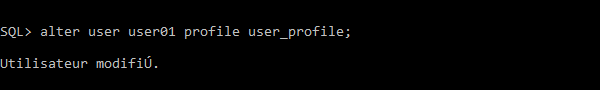 SQL> alter user user01 profile user_profile;
Utilisateur modifiÚ.